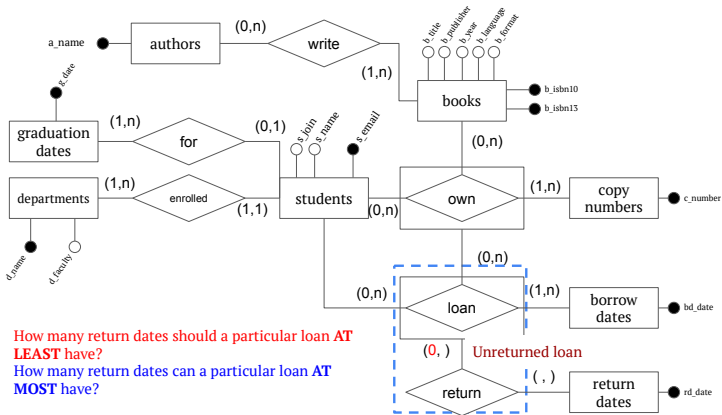 b_title
b_publisher
b_year
b_language
b_format
(0,n)
a_name
authors
write
g_date
(1,n)
books
b_isbn10
b_isbn13
graduation
dates
(1,n)
for
(0,1)
s_join
s_name
s_email
(0,n)
departments
(1,n)
enrolled
(1,1)
students
(0,n)
own
(1,n)
copy
numbers
c_number
d_name
d_faculty
(0,n)
(0,n)
loan
(1,n)
borrow
dates
bd_date
How many return dates should a particular loan AT
LEAST have?
How many return dates can a particular loan AT
MOST have?
(0, )
Unreturned loan
return
( , )
return
dates
rd_date